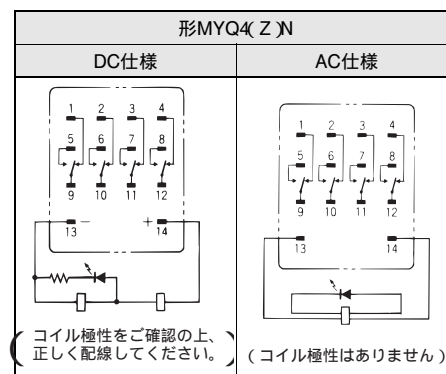 形MYQ4(Z)N
DC仕様
AC仕様
1 2 3 4
5 6 7 8
9 10 11 12
13 − + 14
コイル極性をご確認の上、
正しく配線してください。
1 2 3 4
5 6 7 8
9 10 11 12
13 14
(コイル極性はありません)